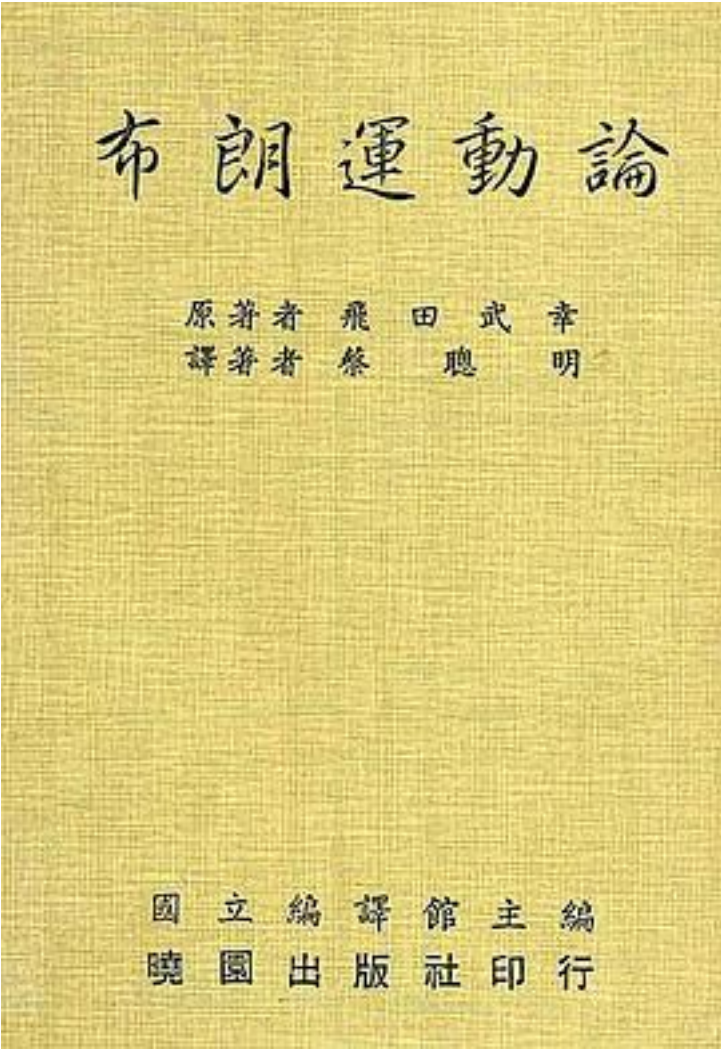 布朗運動論
原著者 飛田武幸
譯著者 蔡聰明
國立編譯館主編
曉園出版社印行